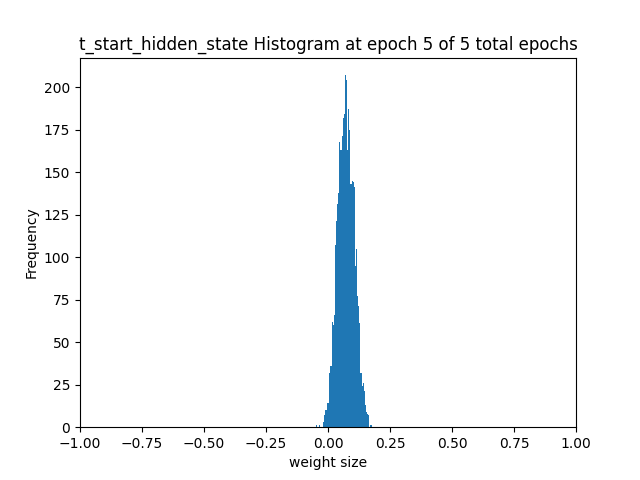 t_start_hidden_state Histogram at epoch 5 of 5 total epochs
200
175
150
125
100
75
50
25
0
Frequency
−1.00 −0.75 −0.50 −0.25 0.00 0.25 0.50 0.75 1.00
weight size